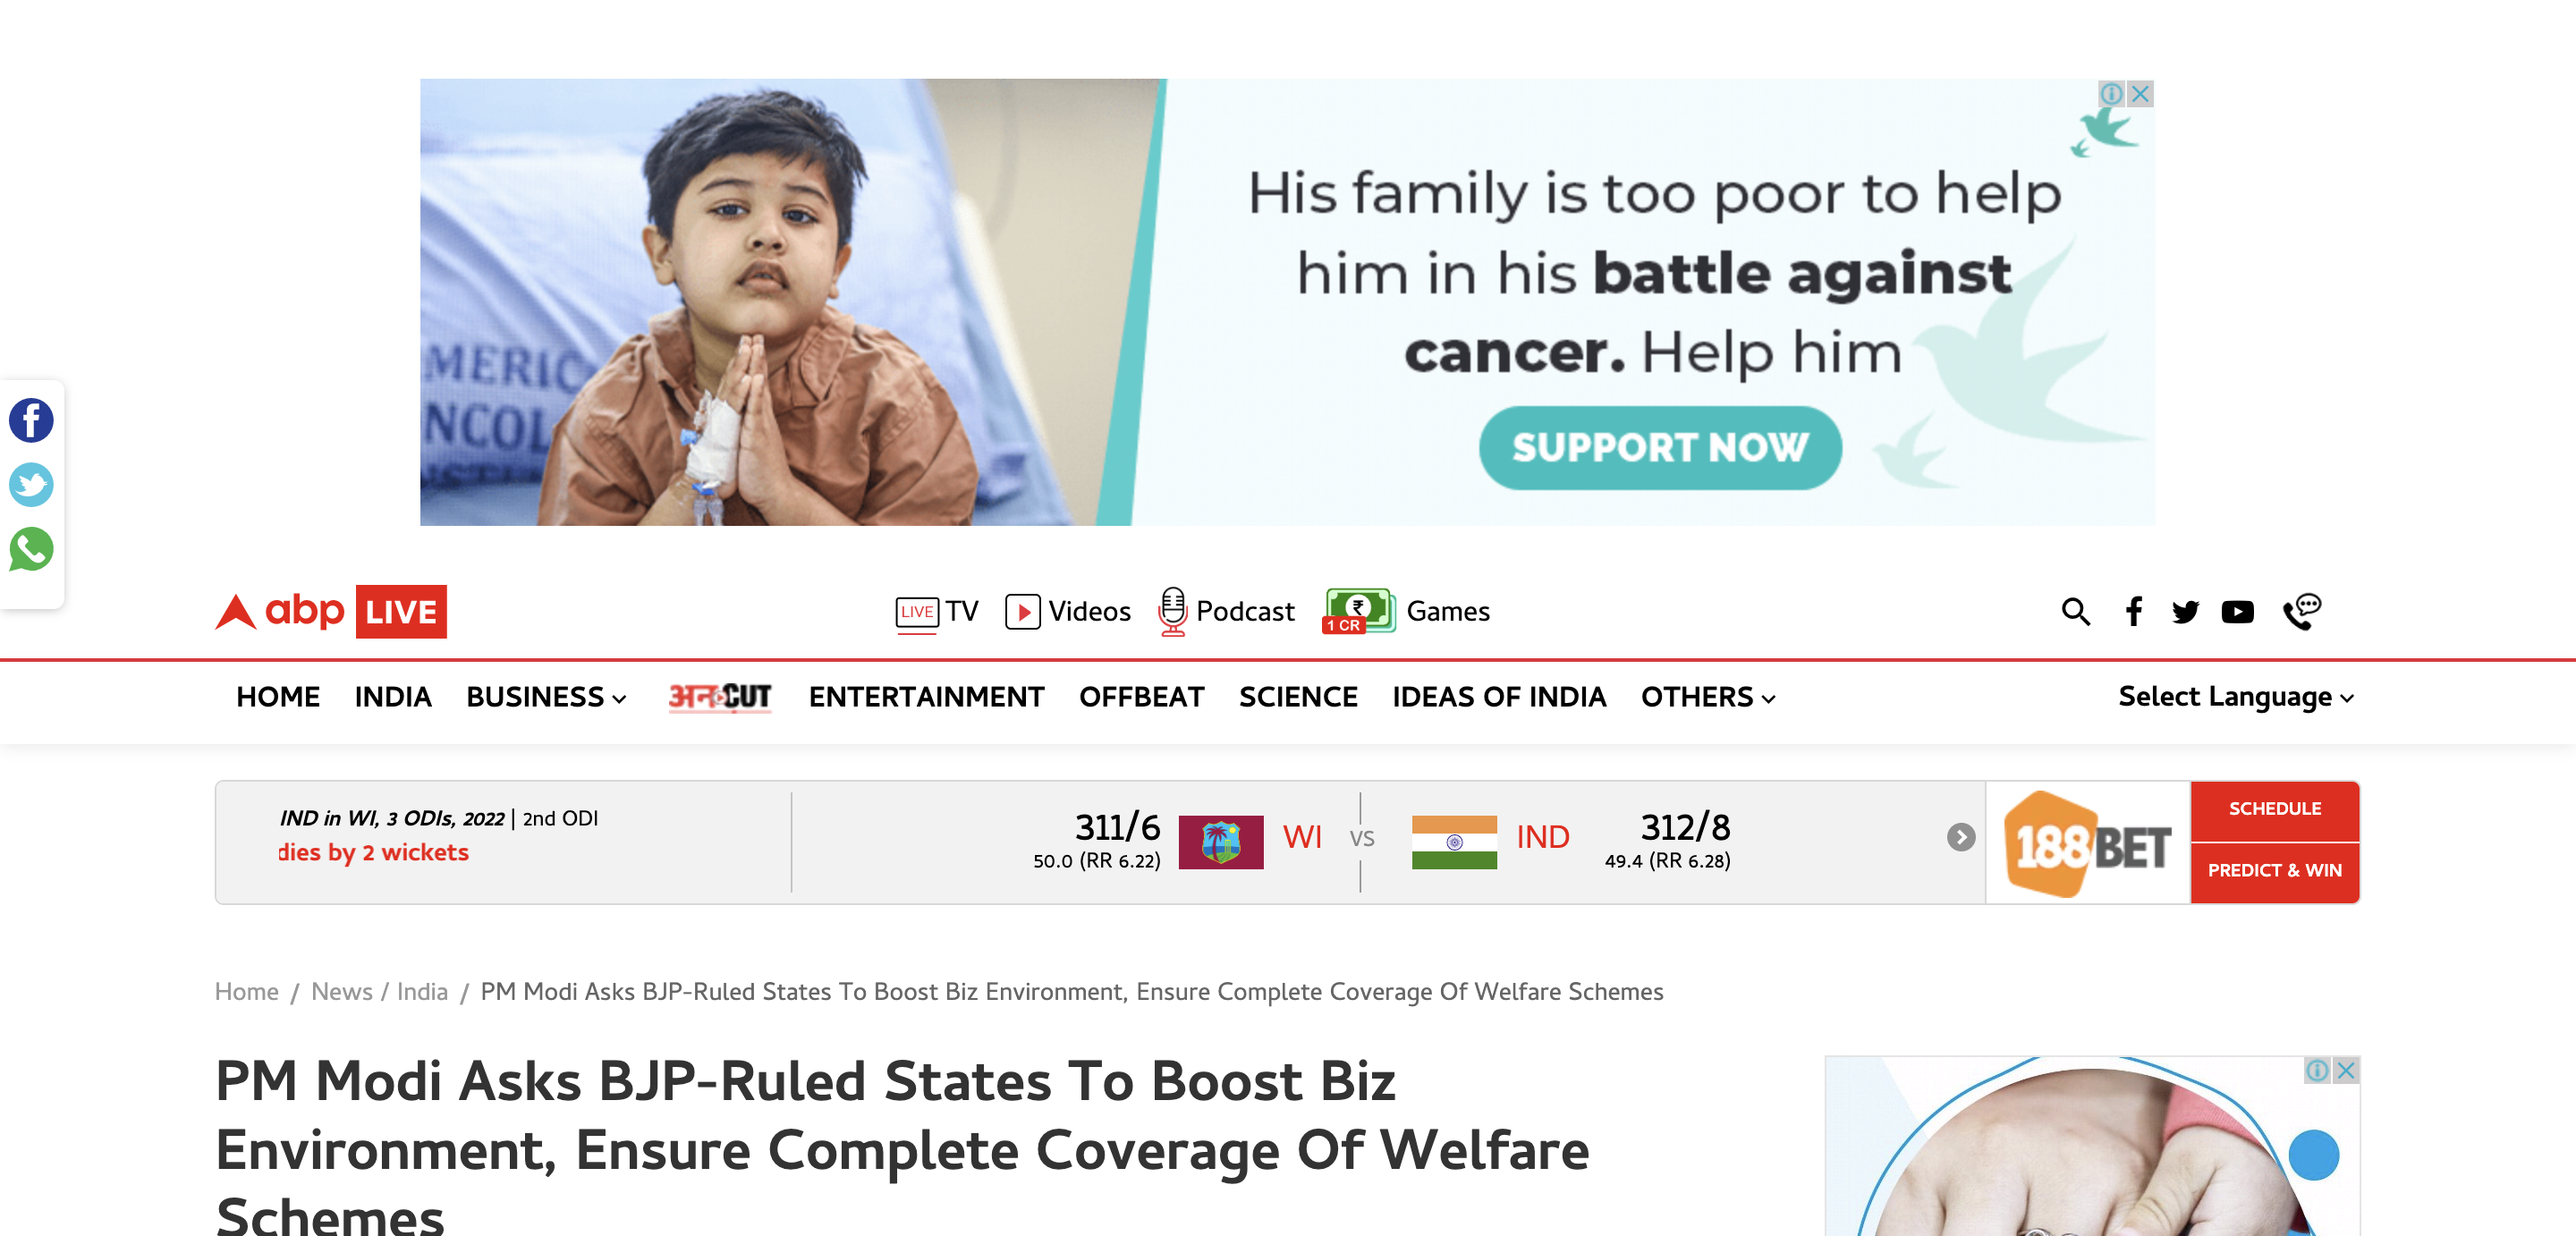 His family is too poor to help
him in his battle against
cancer. Help him
SUPPORT NOW
MERIC
NCOL
abp LIVE
LIVE TV
Videos
Podcast
1 CR
₹
Games
HOME INDIA BUSINESS अनCUT ENTERTAINMENT OFFBEAT SCIENCE IDEAS OF INDIA OTHERS Select Language
IND in WI, 3 ODIs, 2022 | 2nd ODI
dies by 2 wickets
311/6
50.0 (RR 6.22)
WI
VS
IND
312/8
49.4 (RR 6.28)
188BET
SCHEDULE
PREDICT & WIN
Home / News / India / PM Modi Asks BJP-Ruled States To Boost Biz Environment, Ensure Complete Coverage Of Welfare Schemes
PM Modi Asks BJP-Ruled States To Boost Biz
Environment, Ensure Complete Coverage Of Welfare
Schemes